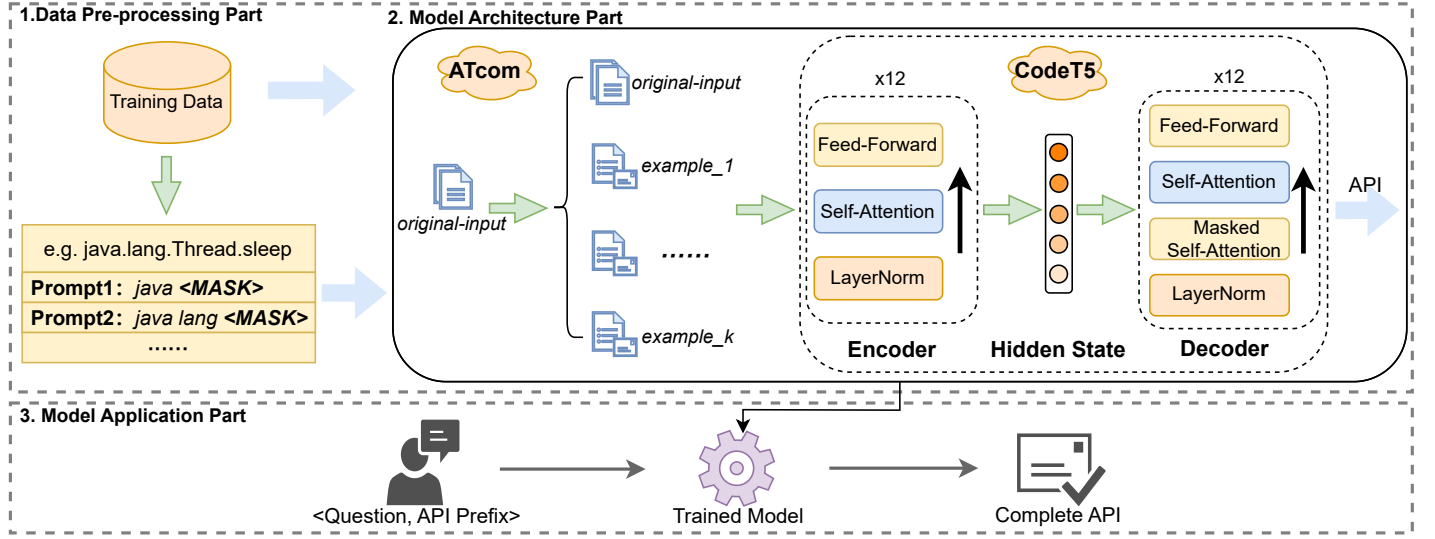 1.Data Pre-processing Part
Training Data
e.g. java.lang.Thread.sleep
Prompt1: java <MASK>
Prompt2: java lang <MASK>
......
2. Model Architecture Part
ATcom
original-input
original-input
example_1
......
example_k
CodeT5
x12
Feed-Forward
Self-Attention
LayerNorm
Encoder
Hidden State
x12
Feed-Forward
Self-Attention
Masked
Self-Attention
LayerNorm
Decoder
API
3. Model Application Part
<Question, API Prefix>
Trained Model
Complete API